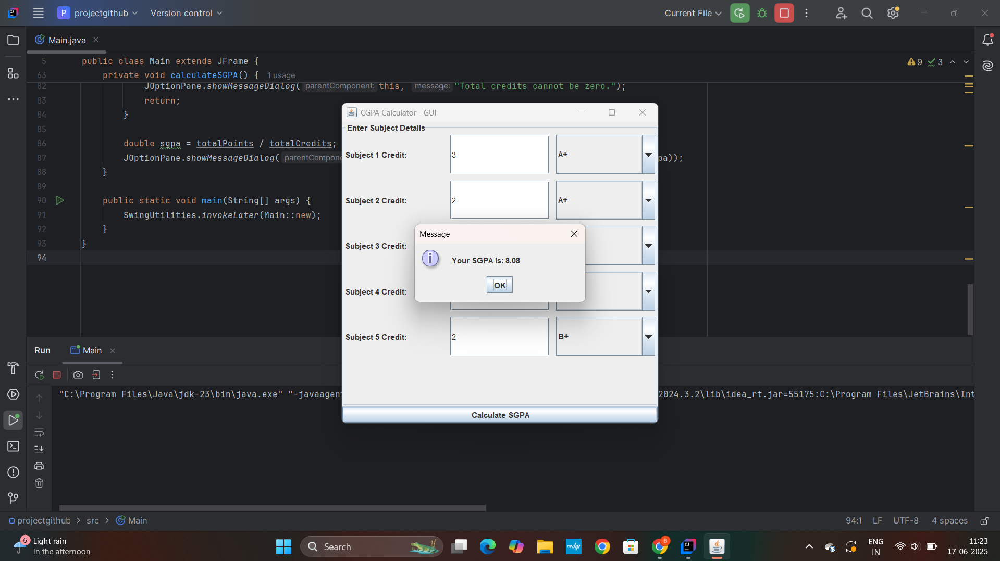 P projectgithub Version control Current File
Main.java
5 public class Main extends JFrame { 9 3
63 private void calculateSGPA() { 1 usage
82 JOptionPane.showMessageDialog( parentComponent: this, message: "Total credits cannot be zero.");
83 return;
84 }
85
86 double sgpa = totalPoints / totalCredits;
87 JOptionPane.showMessageDialog( pa));
88 }
89
90 public static void main(String[] args) {
91 SwingUtilities.invokeLater(Main::new);
92 }
93 }
94
CGPA Calculator - GUI
Enter Subject Details
Subject 1 Credit: 3 A+
Subject 2 Credit: 2 A+
Subject 3 Credit:
Subject 4 Credit:
Subject 5 Credit: 2 B+
Calculate SGPA
Message
Your SGPA is: 8.08
OK
Run Main
"C:\Program Files\Java\jdk-23\bin\java.exe" "-javaagent 2024.3.2\lib\idea_rt.jar=55175:C:\Program Files\JetBrains\Int
projectgithub > src > Main 94:1 LF UTF-8 4 spaces
6 Light rain
In the afternoon
Search
myhp
B
ENG
IN
11:23
17-06-2025